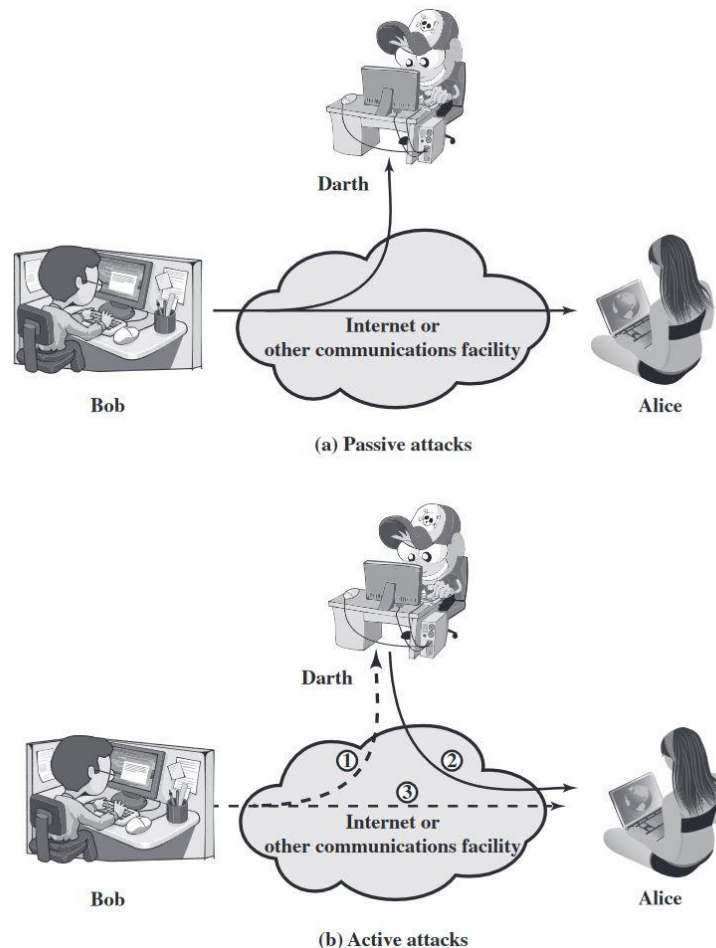 Darth
Internet or
other communications facility
Bob
Alice
(a) Passive attacks
Darth
①
②
③
Internet or
other communications facility
Bob
Alice
(b) Active attacks